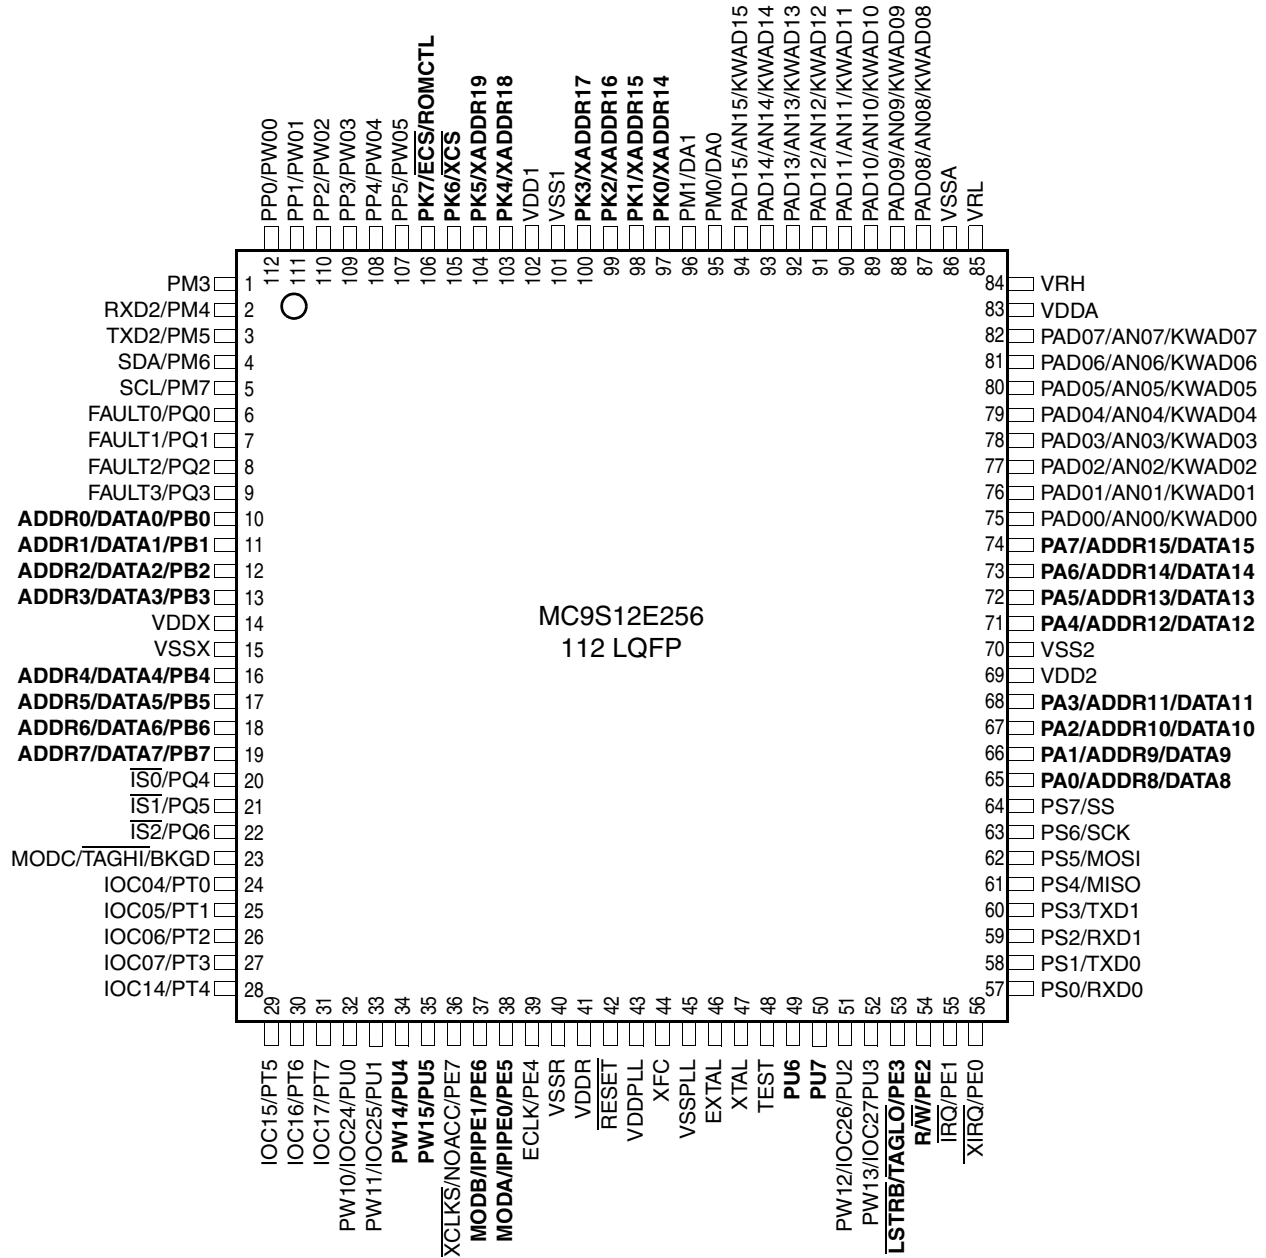 PP0/PW00
PP1/PW01
PP2/PW02
PP3/PW03
PP4/PW04
PP5/PW05
PK7/ECS/ROMCTL
PK6/XCS
PK5/XADDR19
PK4/XADDR18
VDD1
VSS1
PK3/XADDR17
PK2/XADDR16
PK1/XADDR15
PK0/XADDR14
PM1/DA1
PM0/DA0
PAD15/AN15/KWAD15
PAD14/AN14/KWAD14
PAD13/AN13/KWAD13
PAD12/AN12/KWAD12
PAD11/AN11/KWAD11
PAD10/AN10/KWAD10
PAD09/AN09/KWAD09
PAD08/AN08/KWAD08
VSSA
VRL
112
111
110
109
108
107
106
105
104
103
102
101
100
99
98
97
96
95
94
93
92
91
90
89
88
87
86
85
PM3 1
RXD2/PM4 2
TXD2/PM5 3
SDA/PM6 4
SCL/PM7 5
FAULT0/PQ0 6
FAULT1/PQ1 7
FAULT2/PQ2 8
FAULT3/PQ3 9
ADDR0/DATA0/PB0 10
ADDR1/DATA1/PB1 11
ADDR2/DATA2/PB2 12
ADDR3/DATA3/PB3 13
VDDX 14
VSSX 15
ADDR4/DATA4/PB4 16
ADDR5/DATA5/PB5 17
ADDR6/DATA6/PB6 18
ADDR7/DATA7/PB7 19
IS0/PQ4 20
IS1/PQ5 21
IS2/PQ6 22
MODC/TAGHI/BKGD 23
IOC04/PT0 24
IOC05/PT1 25
IOC06/PT2 26
IOC07/PT3 27
IOC14/PT4 28
MC9S12E256
112 LQFP
84 VRH
83 VDDA
82 PAD07/AN07/KWAD07
81 PAD06/AN06/KWAD06
80 PAD05/AN05/KWAD05
79 PAD04/AN04/KWAD04
78 PAD03/AN03/KWAD03
77 PAD02/AN02/KWAD02
76 PAD01/AN01/KWAD01
75 PAD00/AN00/KWAD00
74 PA7/ADDR15/DATA15
73 PA6/ADDR14/DATA14
72 PA5/ADDR13/DATA13
71 PA4/ADDR12/DATA12
70 VSS2
69 VDD2
68 PA3/ADDR11/DATA11
67 PA2/ADDR10/DATA10
66 PA1/ADDR9/DATA9
65 PA0/ADDR8/DATA8
64 PS7/SS
63 PS6/SCK
62 PS5/MOSI
61 PS4/MISO
60 PS3/TXD1
59 PS2/RXD1
58 PS1/TXD0
57 PS0/RXD0
29
30
31
32
33
34
35
36
37
38
39
40
41
42
43
44
45
46
47
48
49
50
51
52
53
54
55
56
IOC15/PT5
IOC16/PT6
IOC17/PT7
PW10/IOC24/PU0
PW11/IOC25/PU1
PW14/PU4
PW15/PU5
XCLKS/NOACC/PE7
MODB/IPIPE1/PE6
MODA/IPIPE0/PE5
ECLK/PE4
VSSR
VDDR
RESET
VDDPLL
XFC
VSSPLL
EXTAL
XTAL
TEST
PU6
PU7
PW12/IOC26/PU2
PW13/IOC27PU3
LSTRB/TAGLO/PE3
R/W/PE2
IRQ/PE1
XIRQ/PE0